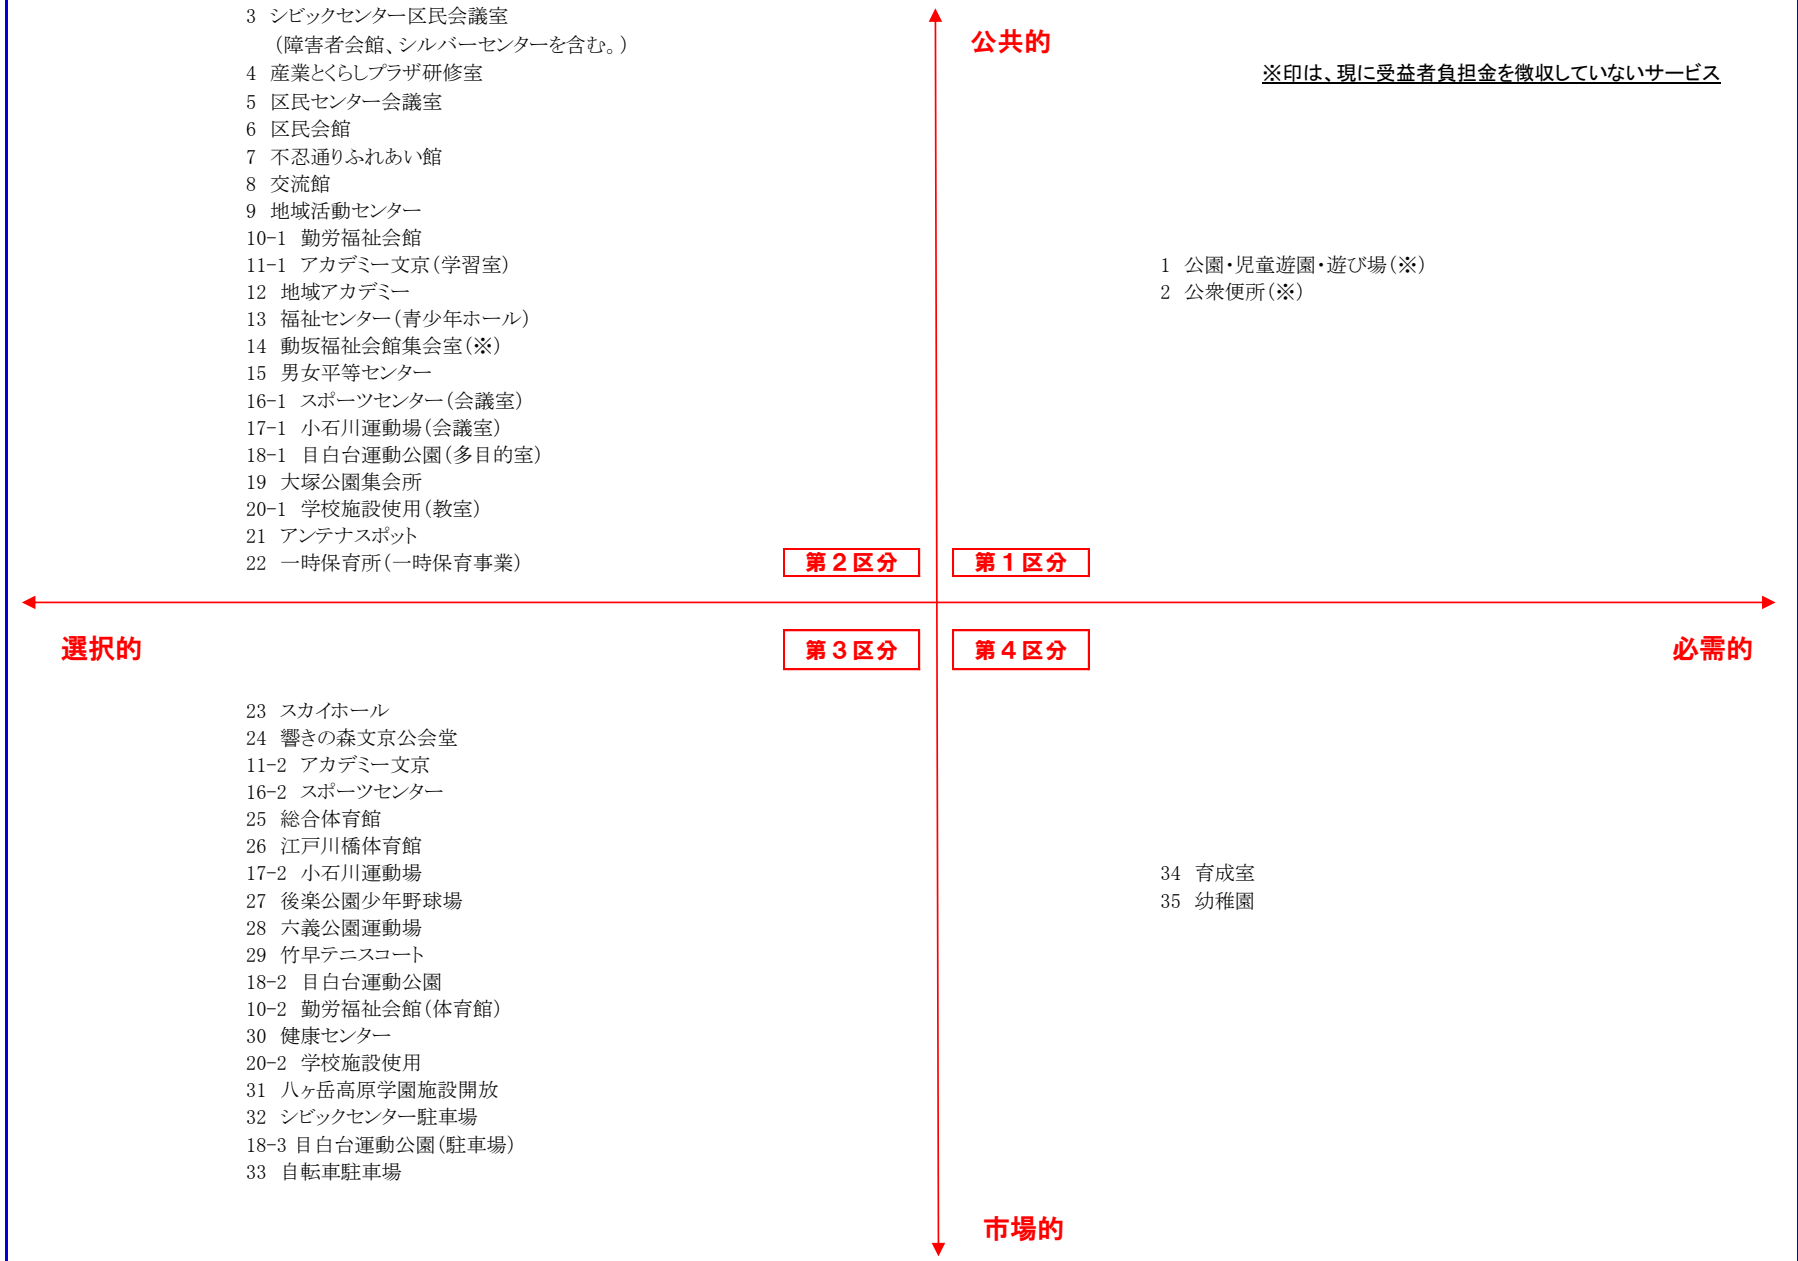 公共的
※印は、現に受益者負担金を徴収していないサービス
3 シビックセンター区民会議室
（障害者会館、シルバーセンターを含む。）
4 産業とくらしプラザ研修室
5 区民センター会議室
6 区民会館
7 不忍通りふれあい館
8 交流館
9 地域活動センター
10-1 勤労福祉会館
11-1 アカデミー文京（学習室）
12 地域アカデミー
13 福祉センター（青少年ホール）
14 動坂福祉会館集会室（※）
15 男女平等センター
16-1 スポーツセンター（会議室）
17-1 小石川運動場（会議室）
18-1 目白台運動公園（多目的室）
19 大塚公園集会所
20-1 学校施設使用（教室）
21 アンテナスポット
22 一時保育所（一時保育事業）
1 公園・児童遊園・遊び場（※）
2 公衆便所（※）
第２区分
第１区分
選択的
第３区分
第４区分
必需的
23 スカイホール
24 響きの森文京公会堂
11-2 アカデミー文京
16-2 スポーツセンター
25 総合体育館
26 江戸川橋体育館
17-2 小石川運動場
27 後楽公園少年野球場
28 六義公園運動場
29 竹早テニスコート
18-2 目白台運動公園
10-2 勤労福祉会館（体育館）
30 健康センター
20-2 学校施設使用
31 八ヶ岳高原学園施設開放
32 シビックセンター駐車場
18-3 目白台運動公園（駐車場）
33 自転車駐車場
34 育成室
35 幼稚園
市場的